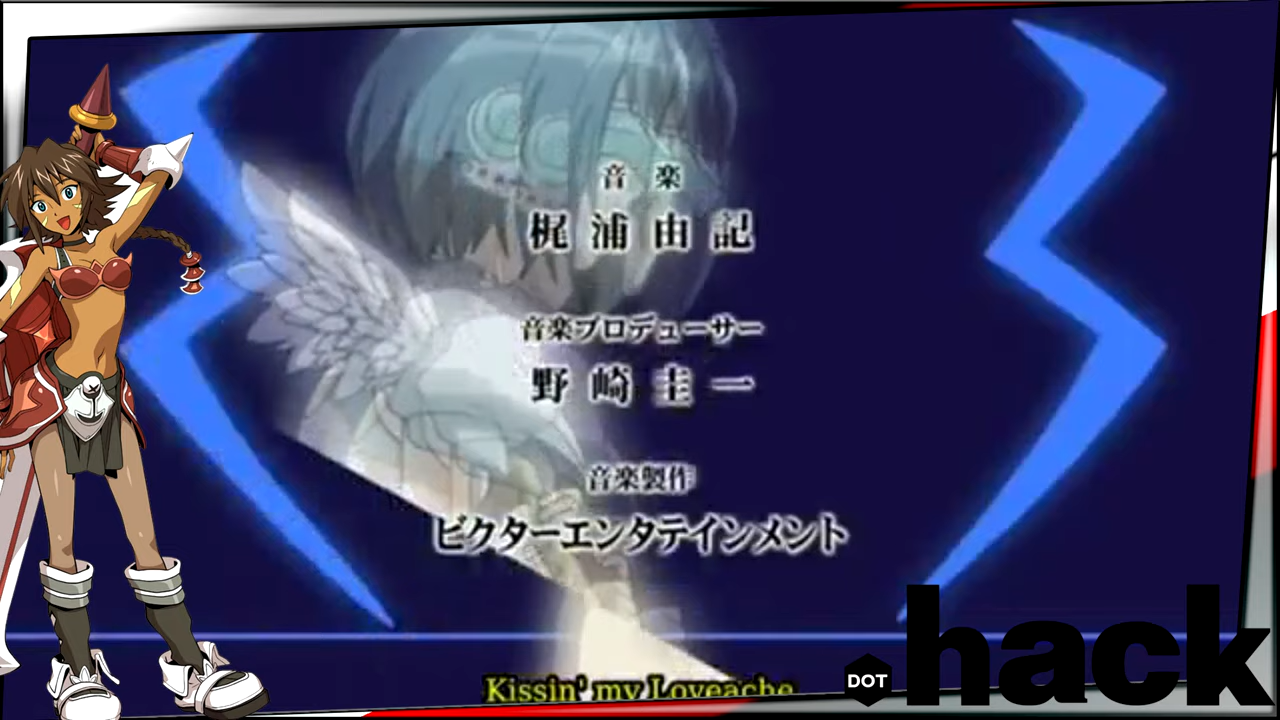 音楽
梶浦由記
音楽プロデューサー
野崎圭一
音楽製作
ビクターエンタテインメント
Kissin' my Loveache
DOT hack